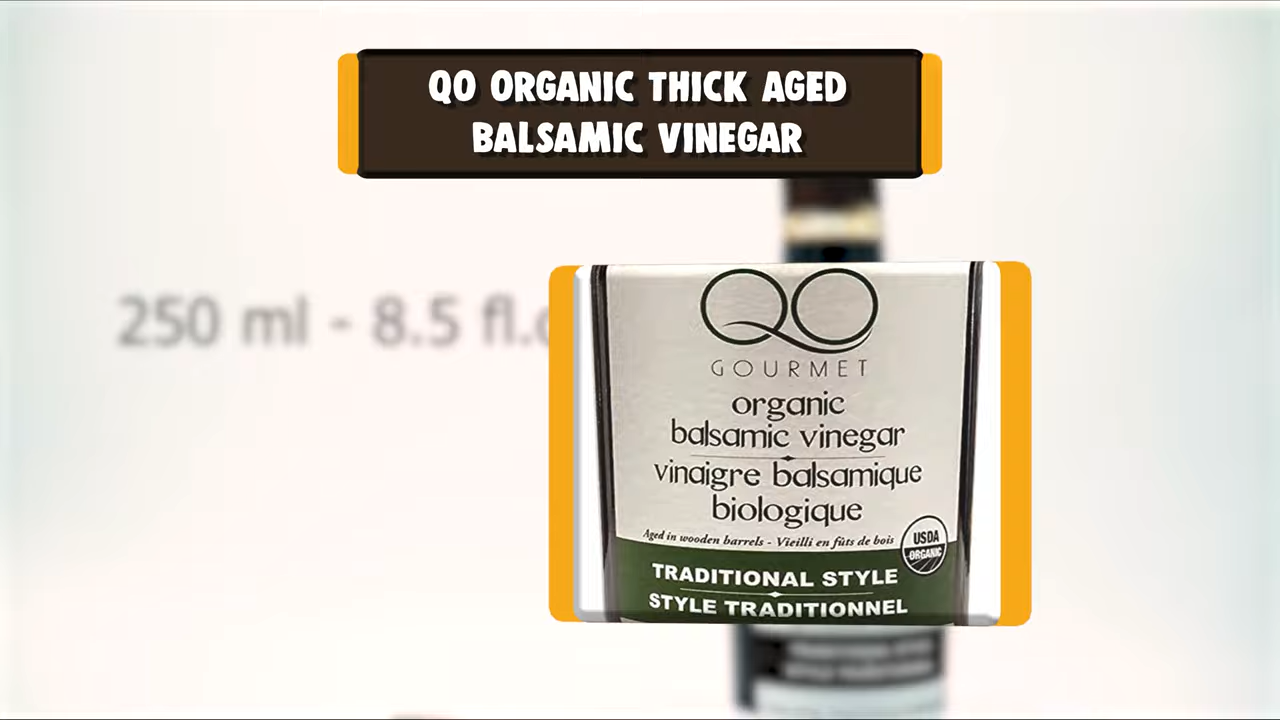 QO ORGANIC THICK AGED
BALSAMIC VINEGAR
250 ml - 8.5 fl.
QO
GOURMET
organic
balsamic vinegar
vinaigre balsamique
biologique
Aged in wooden barrels - Vieilli en fûts de bois
USDA
ORGANIC
TRADITIONAL STYLE
STYLE TRADITIONNEL